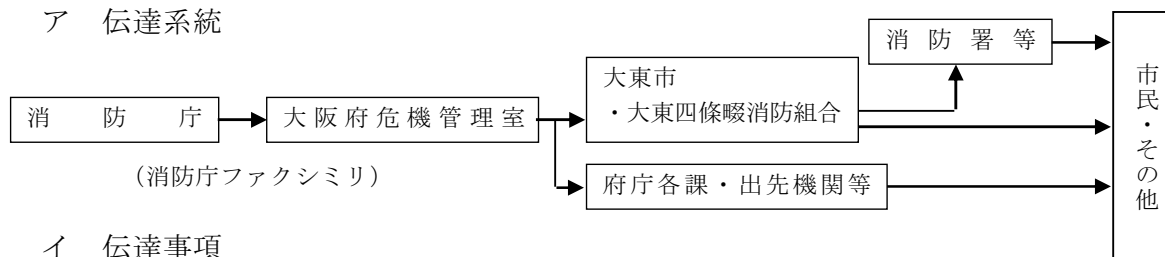 ア　伝達系統
消防署等
大東市
・大東四條畷消防組合
消防庁
大阪府危機管理室
（消防庁ファクシミリ）
府庁各課・出先機関等
市民・その他
イ　伝達事項